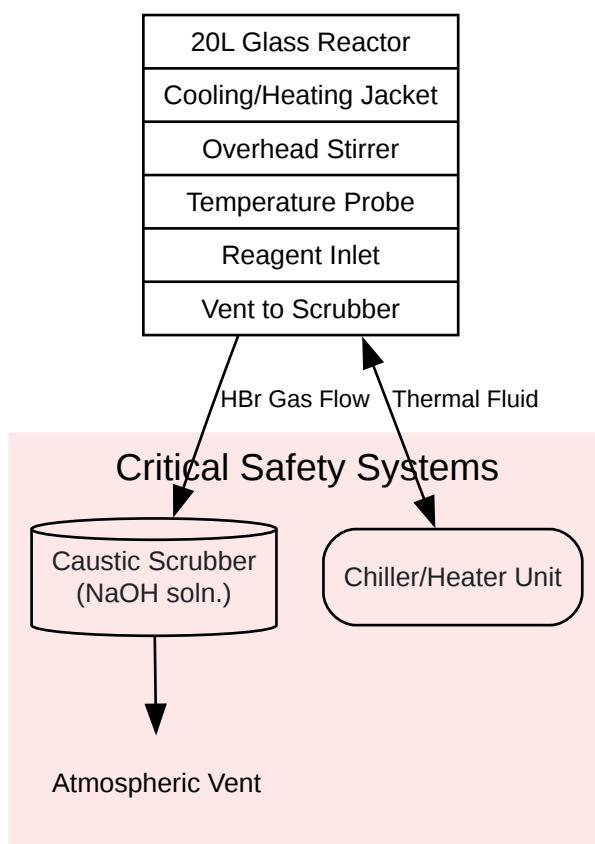 20L Glass Reactor
Cooling/Heating Jacket
Overhead Stirrer
Temperature Probe
Reagent Inlet
Vent to Scrubber
HBr Gas Flow
Thermal Fluid
Critical Safety Systems
Caustic Scrubber
(NaOH soln.)
Chiller/Heater Unit
Atmospheric Vent